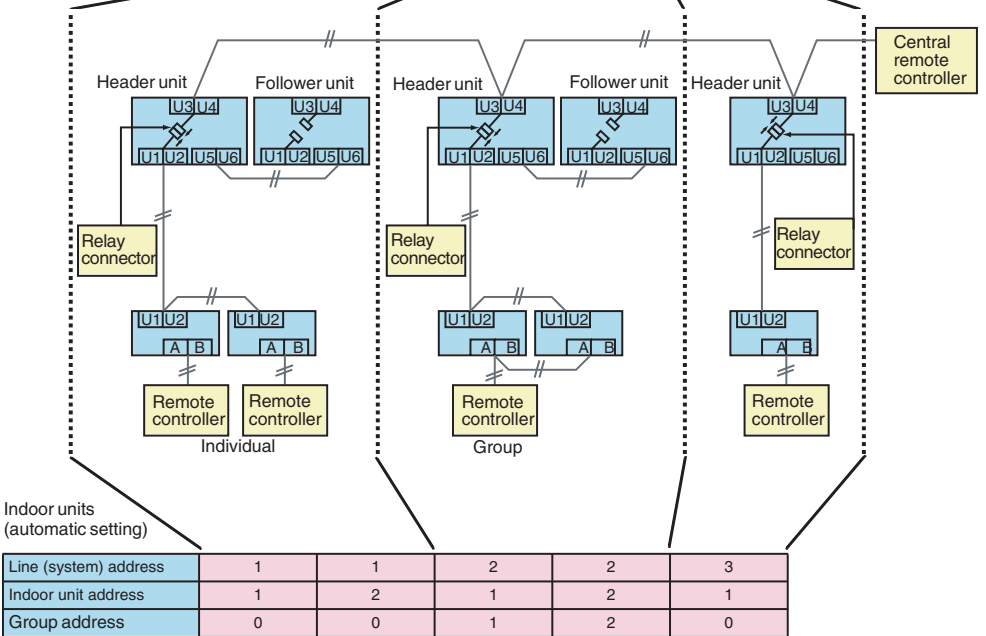 Central
remote
controller
Header unit
Follower unit
Header unit
Follower unit
Header unit
U3 U4
U3 U4
U3 U4
U3 U4
U3 U4
U1 U2 U5 U6
U1 U2 U5 U6
U1 U2 U5 U6
U1 U2 U5 U6
U1 U2 U5 U6
Relay
connector
Relay
connector
Relay
connector
U1 U2
U1 U2
U1 U2
U1 U2
U1 U2
A B
A B
A B
A B
A B
Remote
controller
Remote
controller
Remote
controller
Remote
controller
Individual
Group
Indoor units
(automatic setting)
Line (system) address 1 1 2 2 3
Indoor unit address 1 2 1 2 1
Group address 0 0 1 2 0